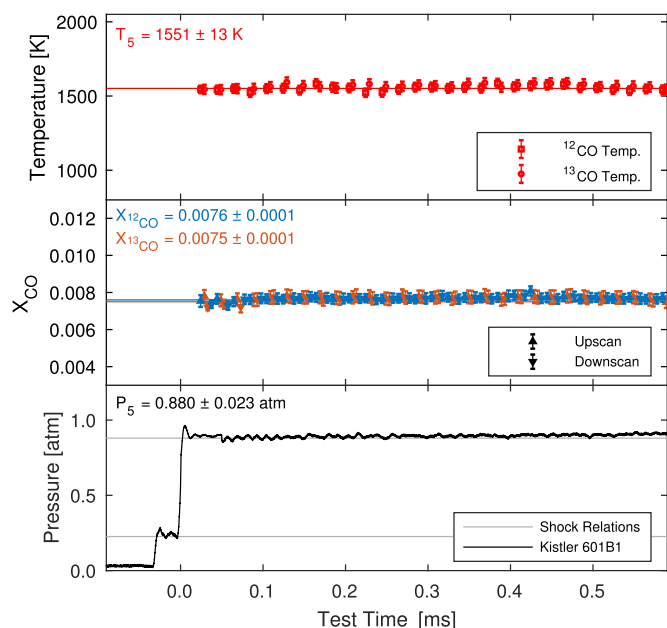 2000
1500
1000
Temperature [K]
T5 = 1551 ± 13 K
12CO Temp.
13CO Temp.
0.012
0.010
0.008
0.006
0.004
XCO
X12CO = 0.0076 ± 0.0001
X13CO = 0.0075 ± 0.0001
Upscan
Downscan
1.0
0.5
0.0
Pressure [atm]
P5 = 0.880 ± 0.023 atm
Shock Relations
Kistler 601B1
0.0 0.1 0.2 0.3 0.4 0.5
Test Time [ms]